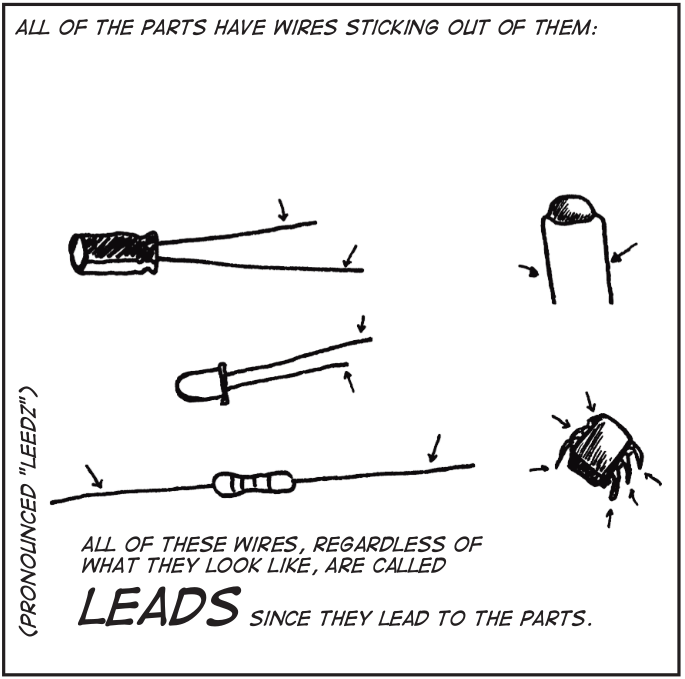 ALL OF THE PARTS HAVE WIRES STICKING OUT OF THEM:
(PRONOUNCED "LEEDZ")
ALL OF THESE WIRES, REGARDLESS OF
WHAT THEY LOOK LIKE, ARE CALLED
LEADS SINCE THEY LEAD TO THE PARTS.